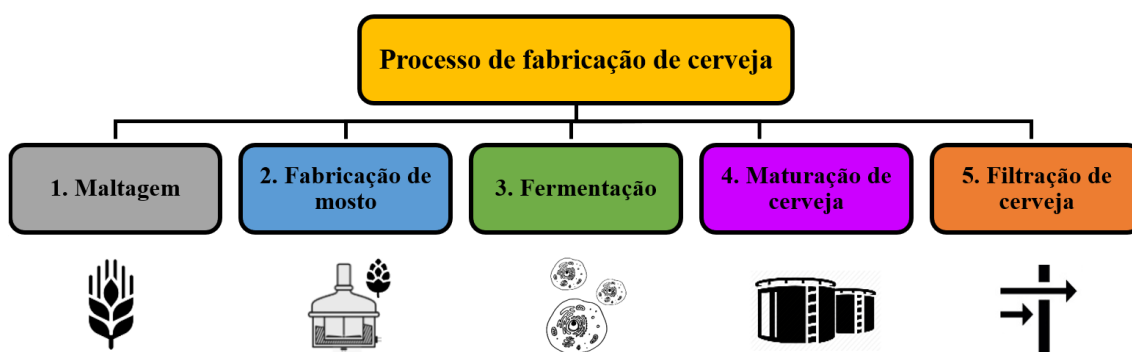 Processo de fabricação de cerveja
1. Maltagem
2. Fabricação de
mosto
3. Fermentação
4. Maturação de
cerveja
5. Filtração de
cerveja